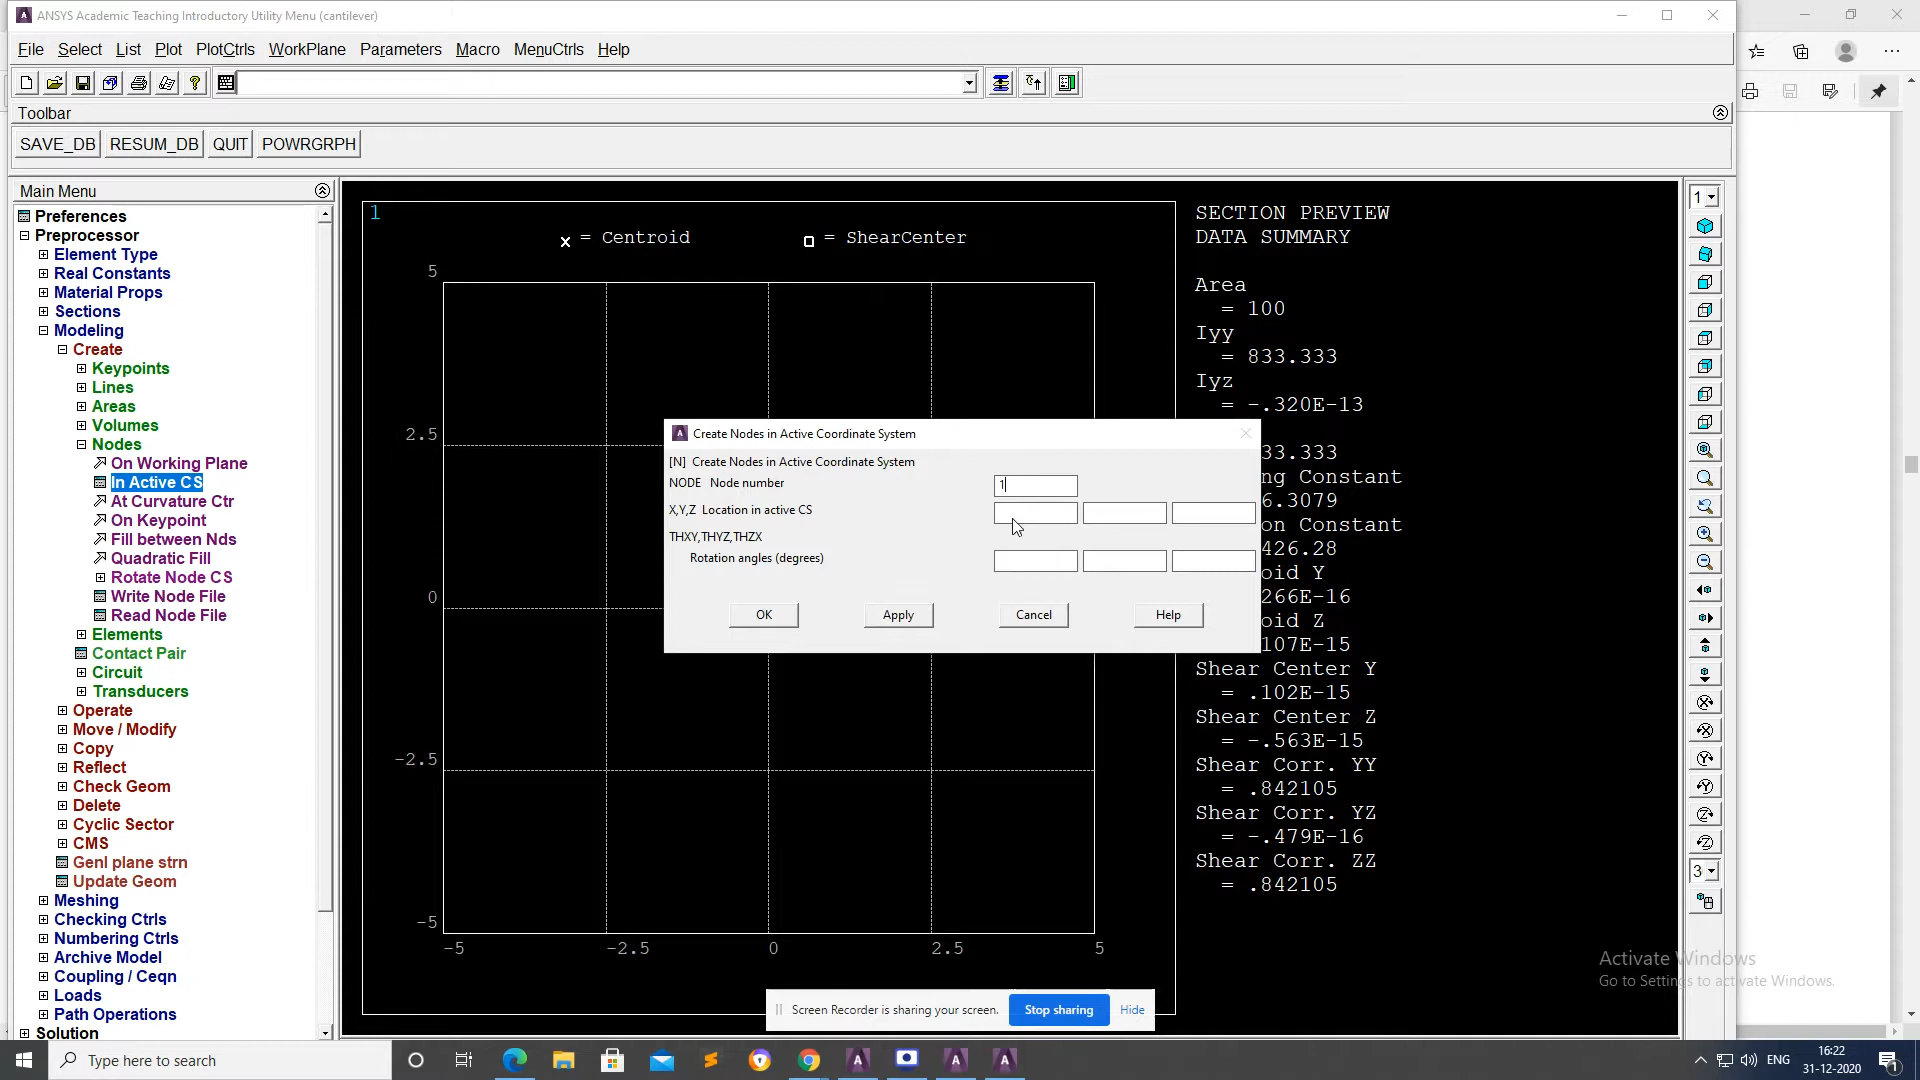 ANSYS Academic Teaching Introductory Utility Menu (cantilever)
File Select List Plot PlotCtrls WorkPlane Parameters Macro MenuCtrls Help
Toolbar
SAVE_DB RESUM_DB QUIT POWRGRPH
Main Menu
Preferences
Preprocessor
Element Type
Real Constants
Material Props
Sections
Modeling
Create
Keypoints
Lines
Areas
Volumes
Nodes
On Working Plane
In Active CS
At Curvature Ctr
On Keypoint
Fill between Nds
Quadratic Fill
Rotate Node CS
Write Node File
Read Node File
Elements
Contact Pair
Circuit
Transducers
Operate
Move / Modify
Copy
Reflect
Check Geom
Delete
Cyclic Sector
CMS
Genl plane strn
Update Geom
Meshing
Checking Ctrls
Numbering Ctrls
Archive Model
Coupling / Ceqn
Loads
Path Operations
Solution
1
x = Centroid
= ShearCenter
5
2.5
0
-2.5
-5
-5 -2.5 0 2.5 5
SECTION PREVIEW
DATA SUMMARY
Area
= 100
Iyy
= 833.333
Iyz
= -.320E-13
33.333
ng Constant
6.3079
on Constant
426.28
oid Y
266E-16
oid Z
107E-15
Shear Center Y
= .102E-15
Shear Center Z
= -.563E-15
Shear Corr. YY
= .842105
Shear Corr. YZ
= -.479E-16
Shear Corr. ZZ
= .842105
Create Nodes in Active Coordinate System
[N] Create Nodes in Active Coordinate System
NODE Node number
1
X,Y,Z Location in active CS
THXY,THYZ,THZX
Rotation angles (degrees)
OK Apply Cancel Help
1
3
Activate Windows
Go to Settings to activate Windows.
Screen Recorder is sharing your screen. Stop sharing Hide
Type here to search
ENG
16:22
31-12-2020
1